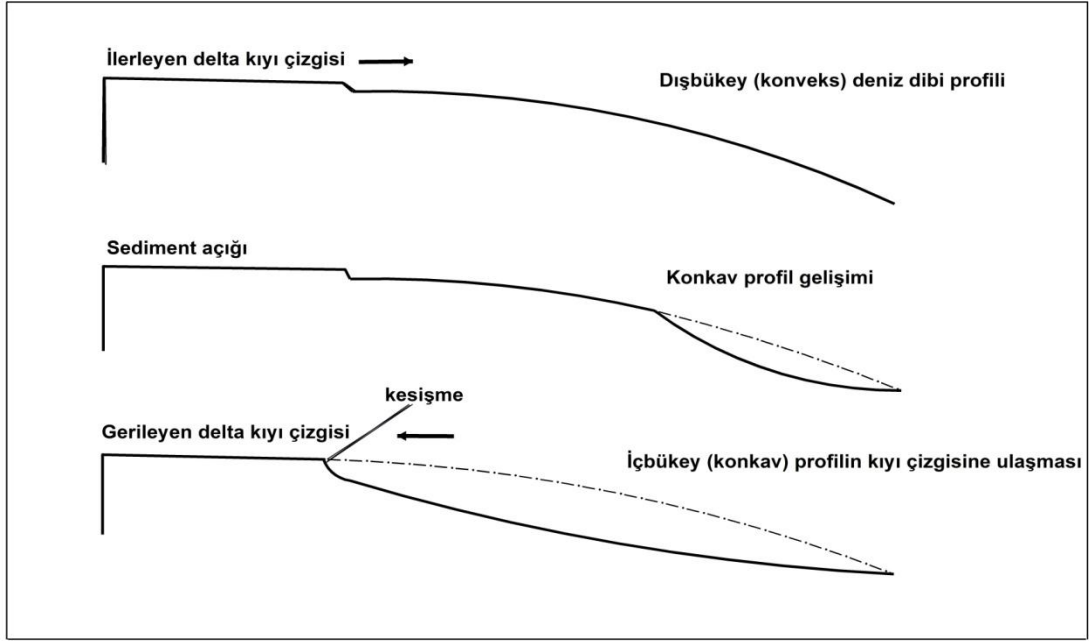 İlerleyen delta kıyı çizgisi
Dışbükey (konveks) deniz dibi profili
Sediment açığı
Konkav profil gelişimi
kesişme
Gerileyen delta kıyı çizgisi
İçbükey (konkav) profilin kıyı çizgisine ulaşması